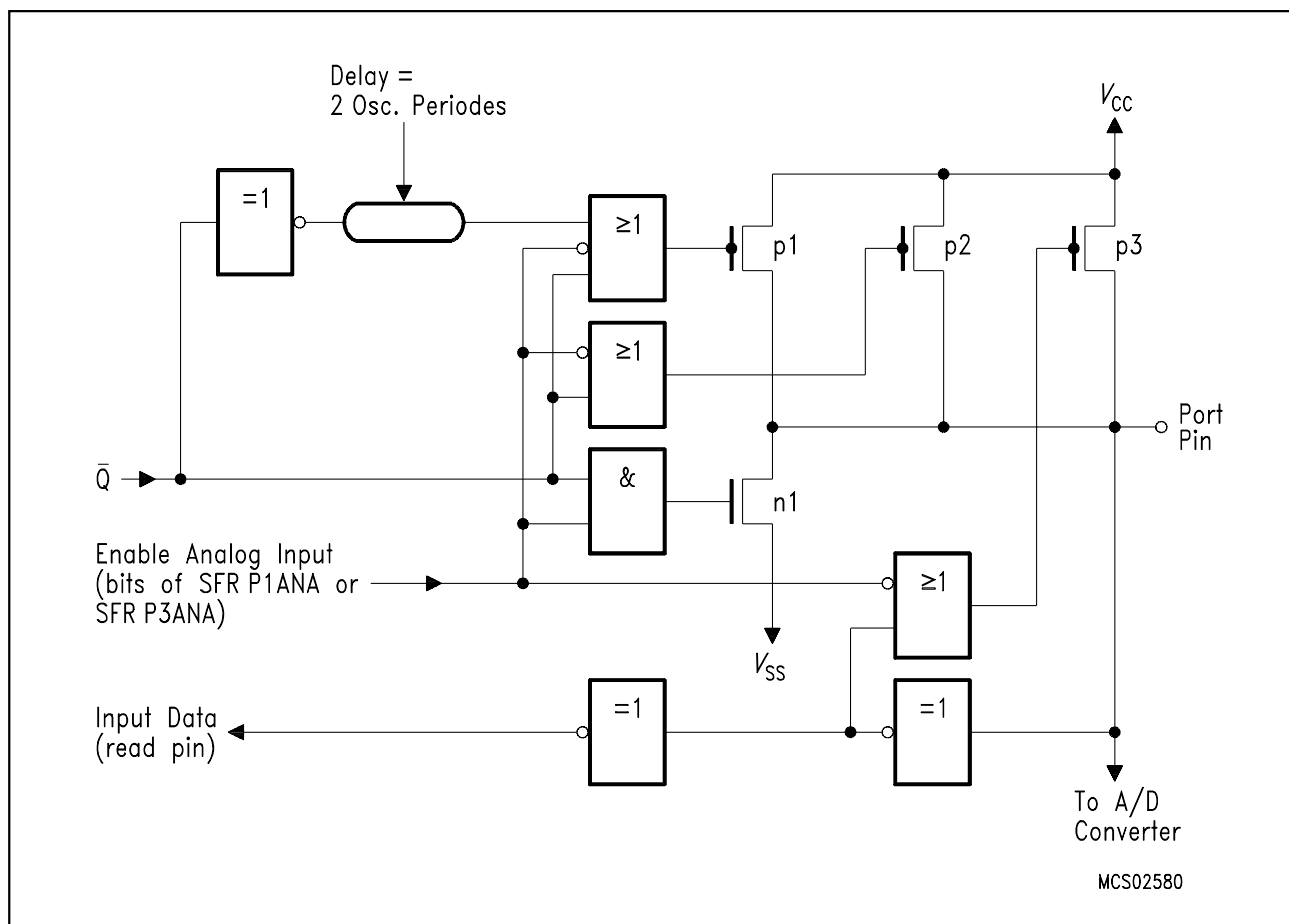 Delay =
2 Osc. Periodes
V_CC
=1
≥1
p1
p2
p3
≥1
Port
Pin
Q̅
&
n1
Enable Analog Input
(bits of SFR P1ANA or
SFR P3ANA)
≥1
V_SS
Input Data
(read pin)
=1
=1
To A/D
Converter
MCS02580